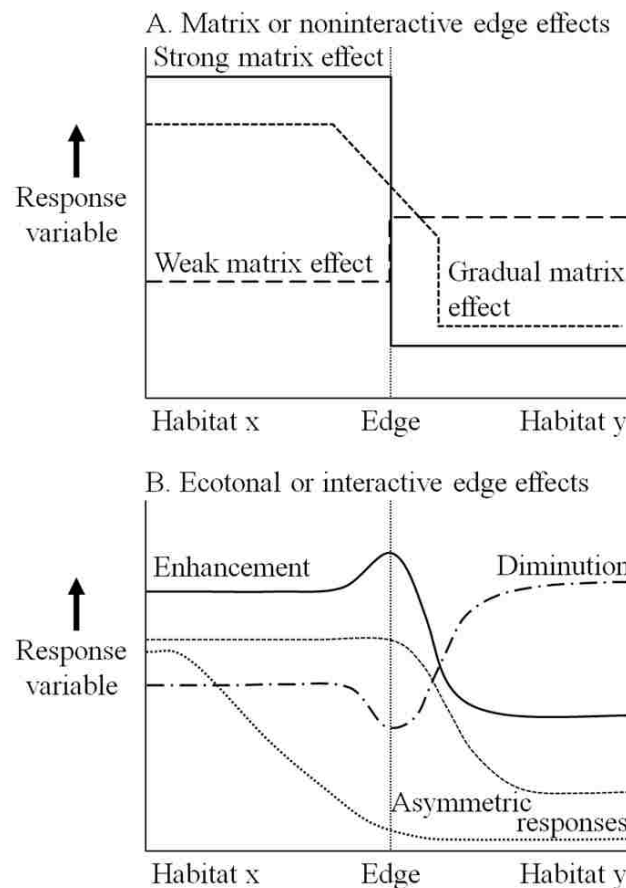 A. Matrix or noninteractive edge effects
Strong matrix effect
Response
variable
Weak matrix effect
Gradual matrix
effect
Habitat x Edge Habitat y
B. Ecotonal or interactive edge effects
Enhancement
Diminution
Response
variable
Asymmetric
responses
Habitat x Edge Habitat y